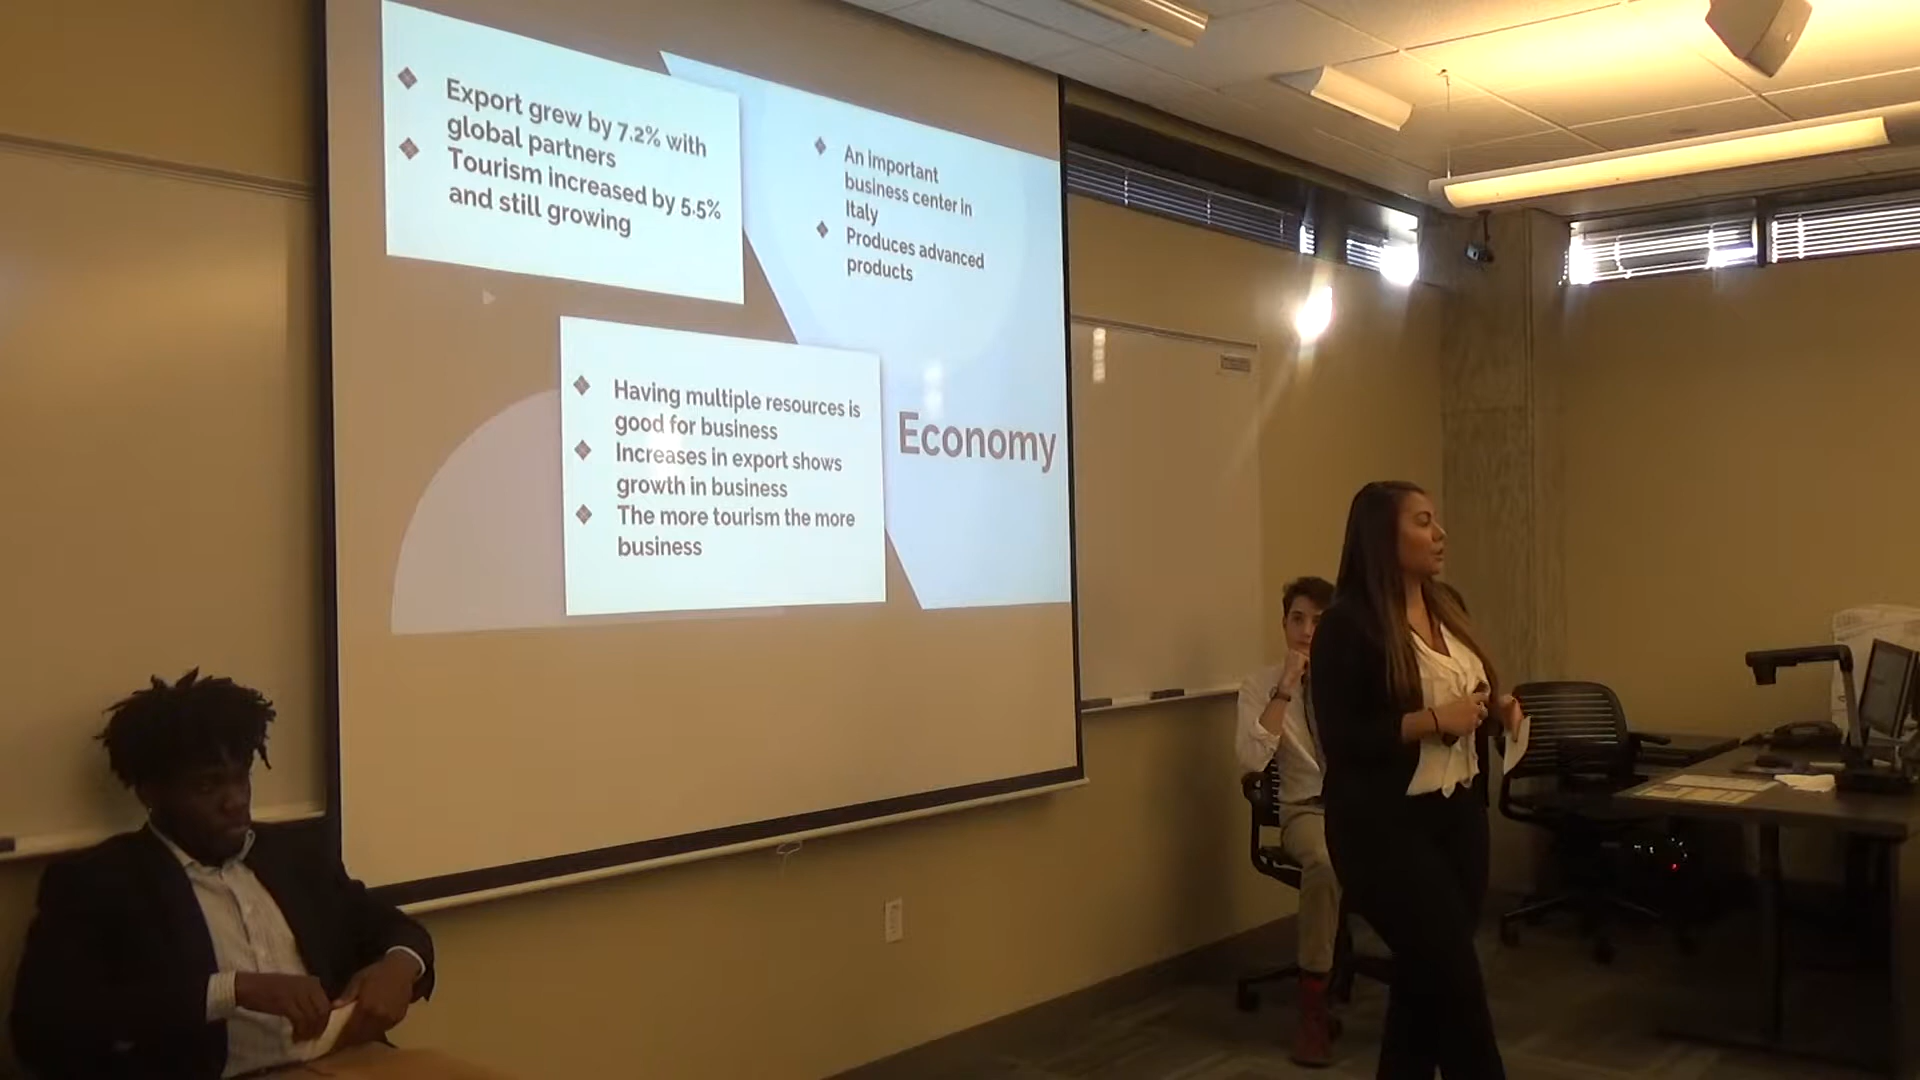 Export grew by 7.2% with
global partners
Tourism increased by 5.5%
and still growing
An important
business center in
Italy
Produces advanced
products
Having multiple resources is
good for business
Increases in export shows
growth in business
The more tourism the more
business
Economy